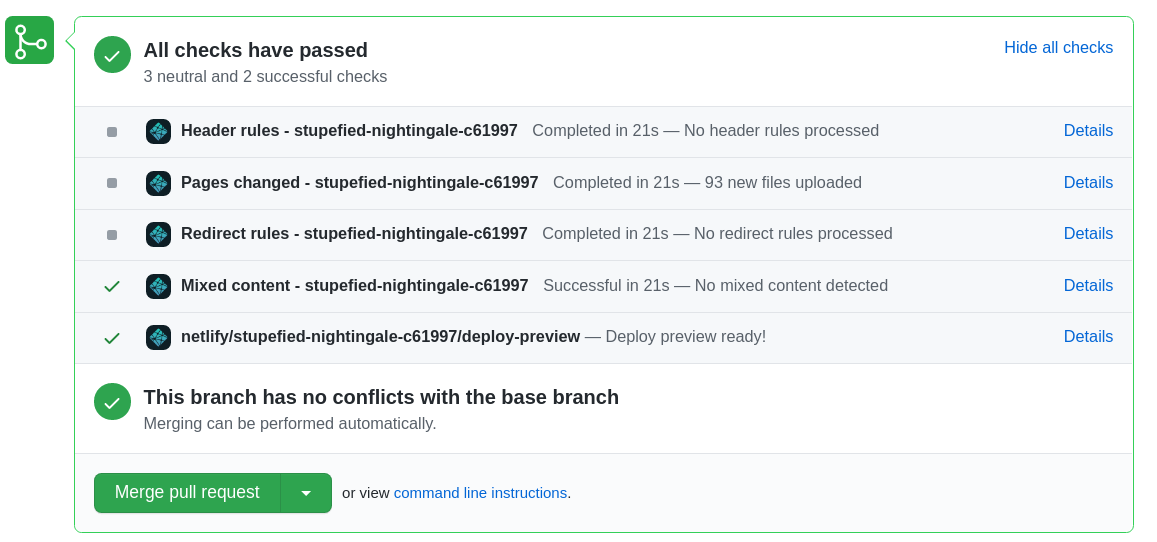 All checks have passed
Hide all checks
3 neutral and 2 successful checks
Header rules - stupefied-nightingale-c61997 Completed in 21s — No header rules processed Details
Pages changed - stupefied-nightingale-c61997 Completed in 21s — 93 new files uploaded Details
Redirect rules - stupefied-nightingale-c61997 Completed in 21s — No redirect rules processed Details
Mixed content - stupefied-nightingale-c61997 Successful in 21s — No mixed content detected Details
netlify/stupefied-nightingale-c61997/deploy-preview — Deploy preview ready! Details
This branch has no conflicts with the base branch
Merging can be performed automatically.
Merge pull request or view command line instructions.